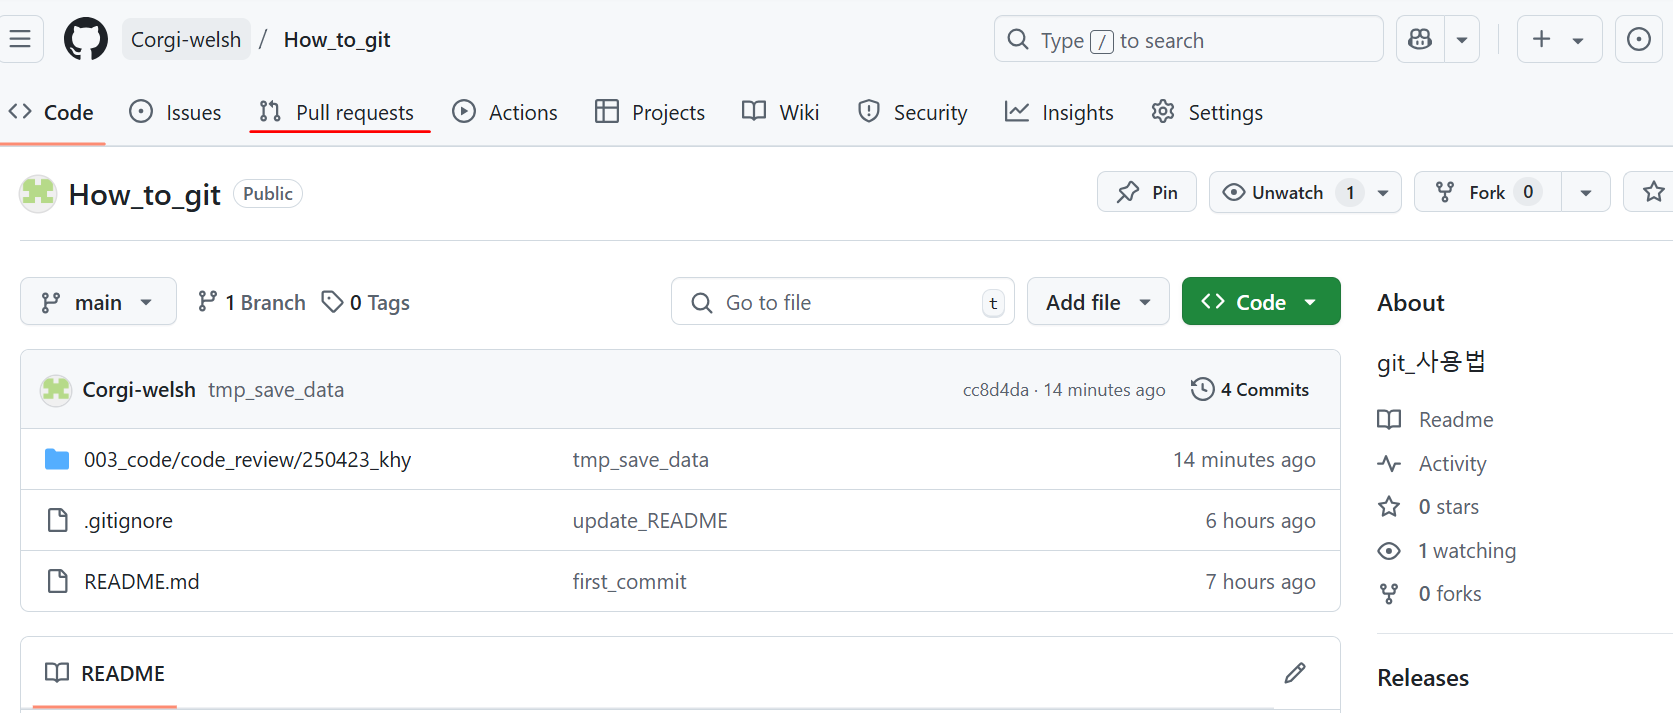 Corgi-welsh / How_to_git
Type / to search
Code Issues Pull requests Actions Projects Wiki Security Insights Settings
How_to_git Public
Pin Unwatch 1 Fork 0
main 1 Branch 0 Tags
Go to file t Add file Code
About
git_사용법
Corgi-welsh tmp_save_data cc8d4da · 14 minutes ago 4 Commits
003_code/code_review/250423_khy tmp_save_data 14 minutes ago
.gitignore update_README 6 hours ago
README.md first_commit 7 hours ago
Readme
Activity
0 stars
1 watching
0 forks
README
Releases